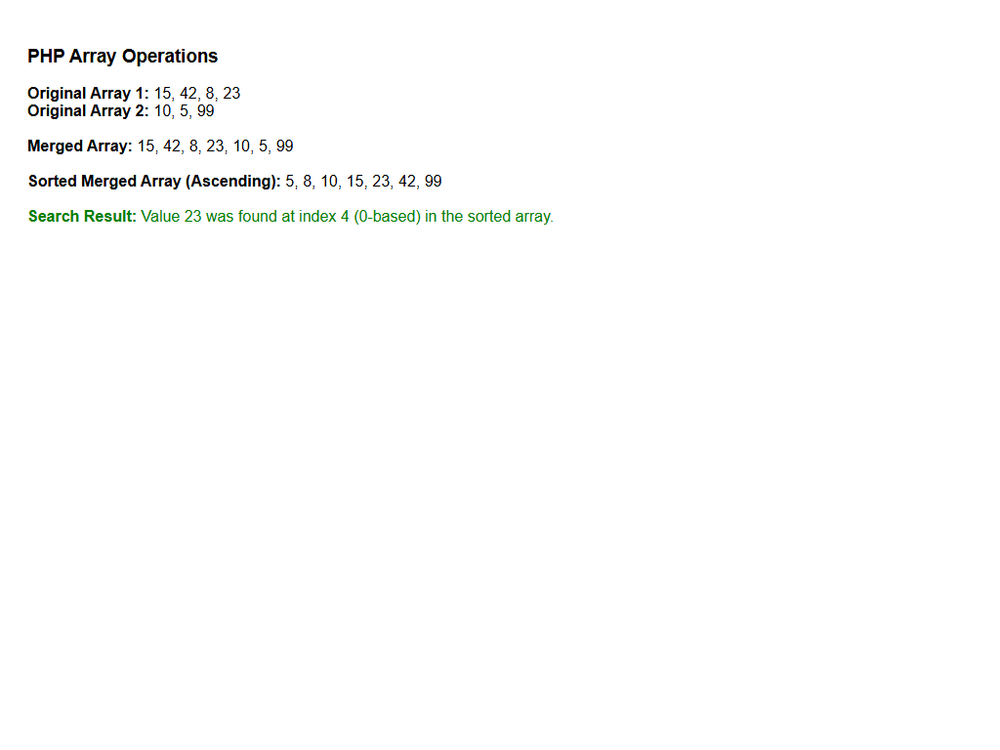 PHP Array Operations
Original Array 1: 15, 42, 8, 23
Original Array 2: 10, 5, 99
Merged Array: 15, 42, 8, 23, 10, 5, 99
Sorted Merged Array (Ascending): 5, 8, 10, 15, 23, 42, 99
Search Result: Value 23 was found at index 4 (0-based) in the sorted array.